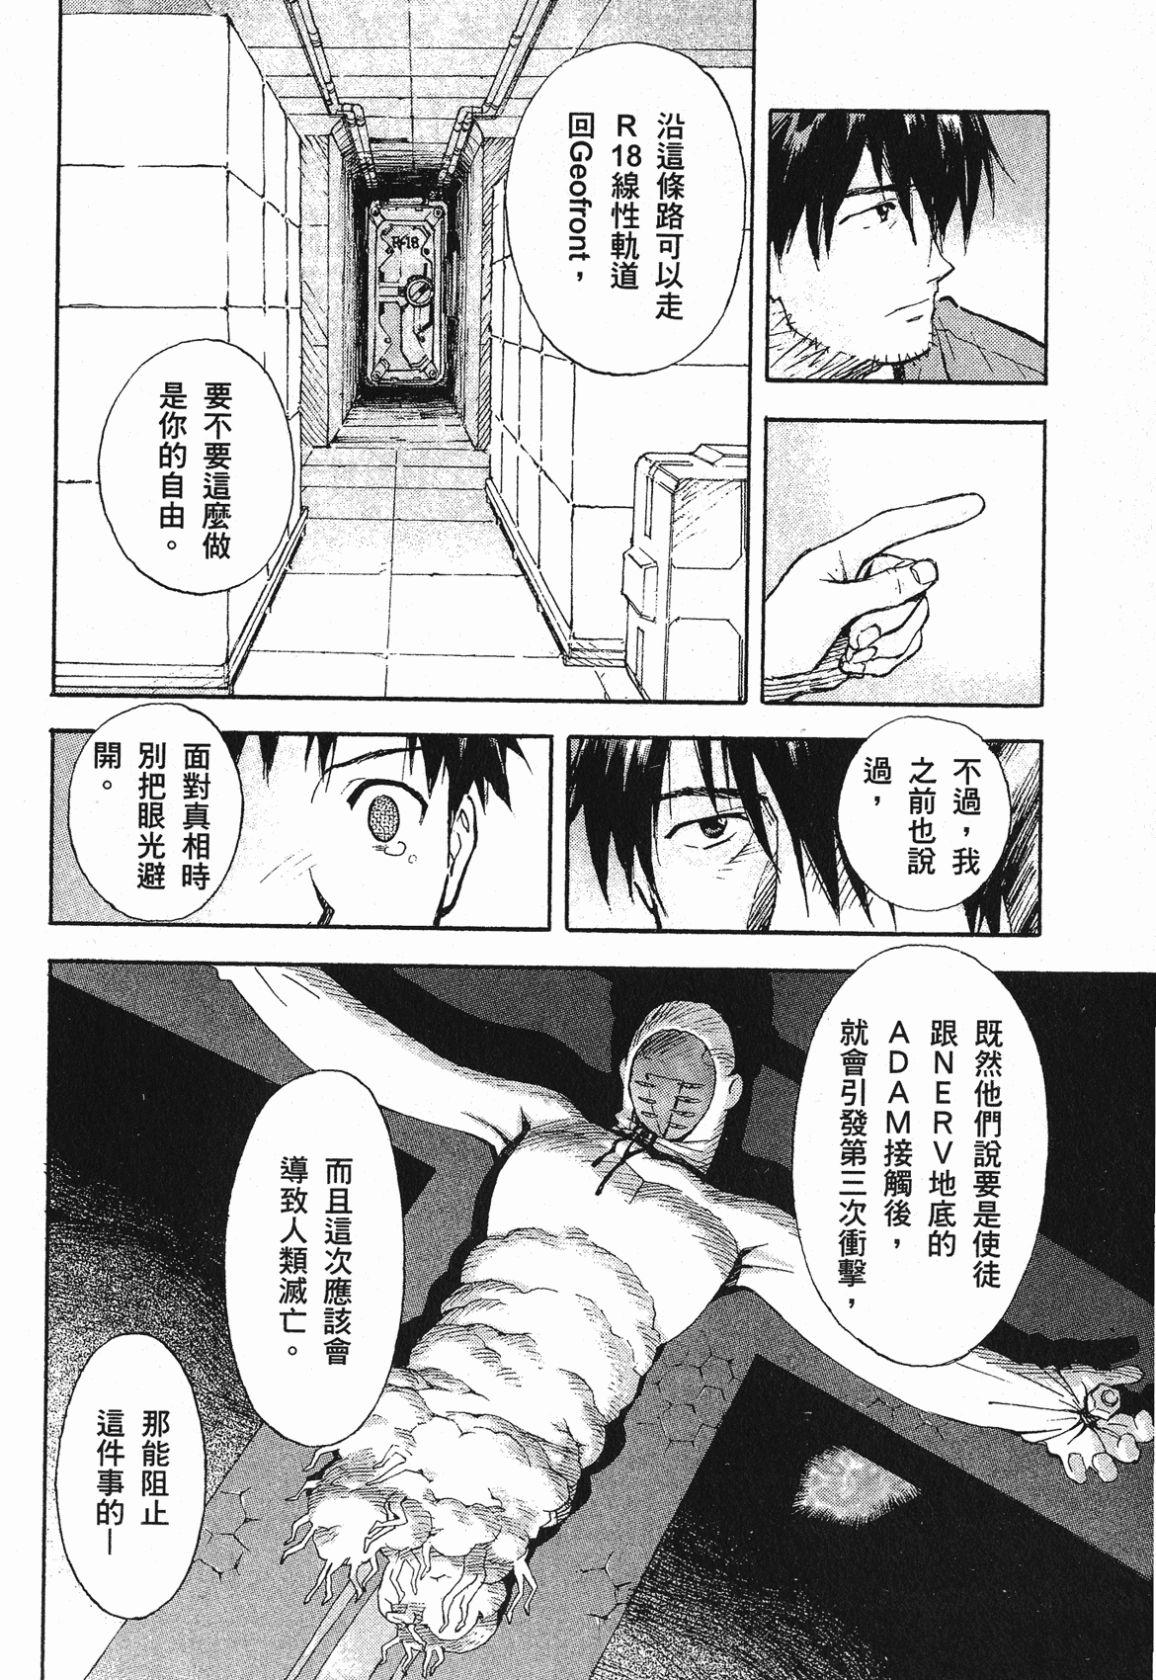 沿這條路可以走
R18線性軌道
回Geofront，
R-18
要不要這麼做
是你的自由。
不過，我
之前也說
過，
面對真相時
別把眼光避
開。
既然他們說要是使徒
跟NERV地底的
ADAM接觸後，
就會引發第三次衝擊，
而且這次應該會
導致人類滅亡。
那能阻止
這件事的—